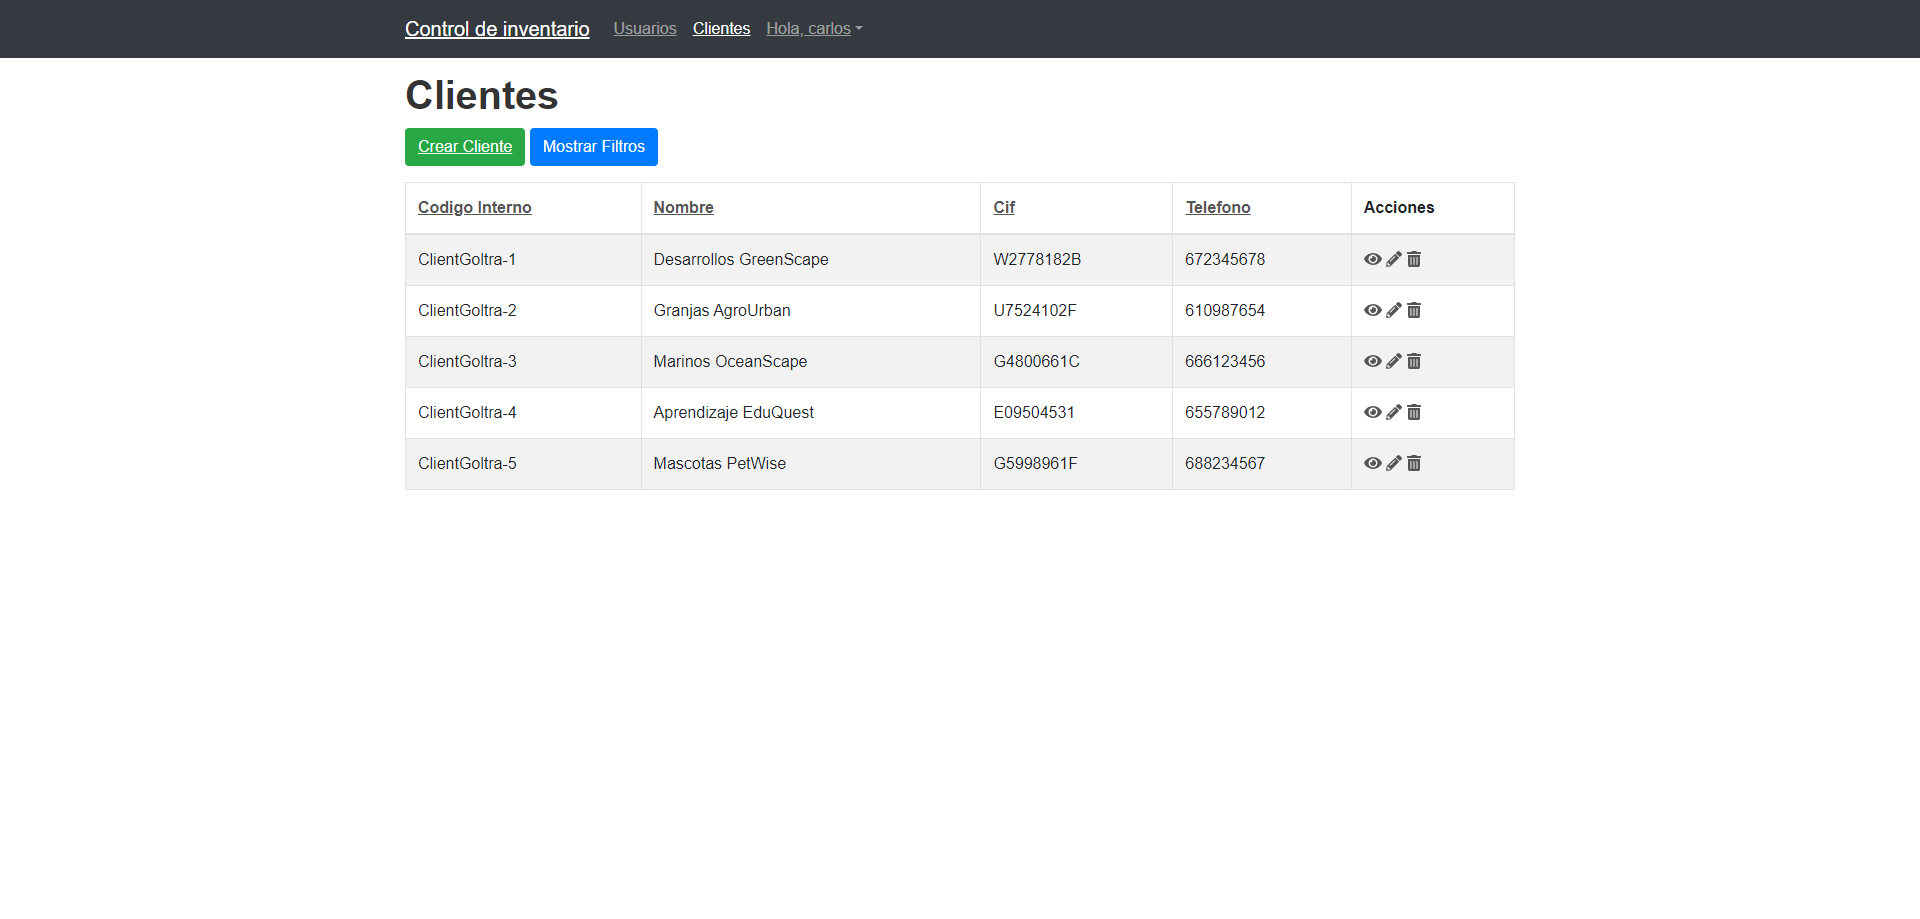 Control de inventario Usuarios Clientes Hola, carlos
Clientes
Crear Cliente Mostrar Filtros
Codigo Interno Nombre Cif Telefono Acciones
ClientGoltra-1 Desarrollos GreenScape W2778182B 672345678
ClientGoltra-2 Granjas AgroUrban U7524102F 610987654
ClientGoltra-3 Marinos OceanScape G4800661C 666123456
ClientGoltra-4 Aprendizaje EduQuest E09504531 655789012
ClientGoltra-5 Mascotas PetWise G5998961F 688234567